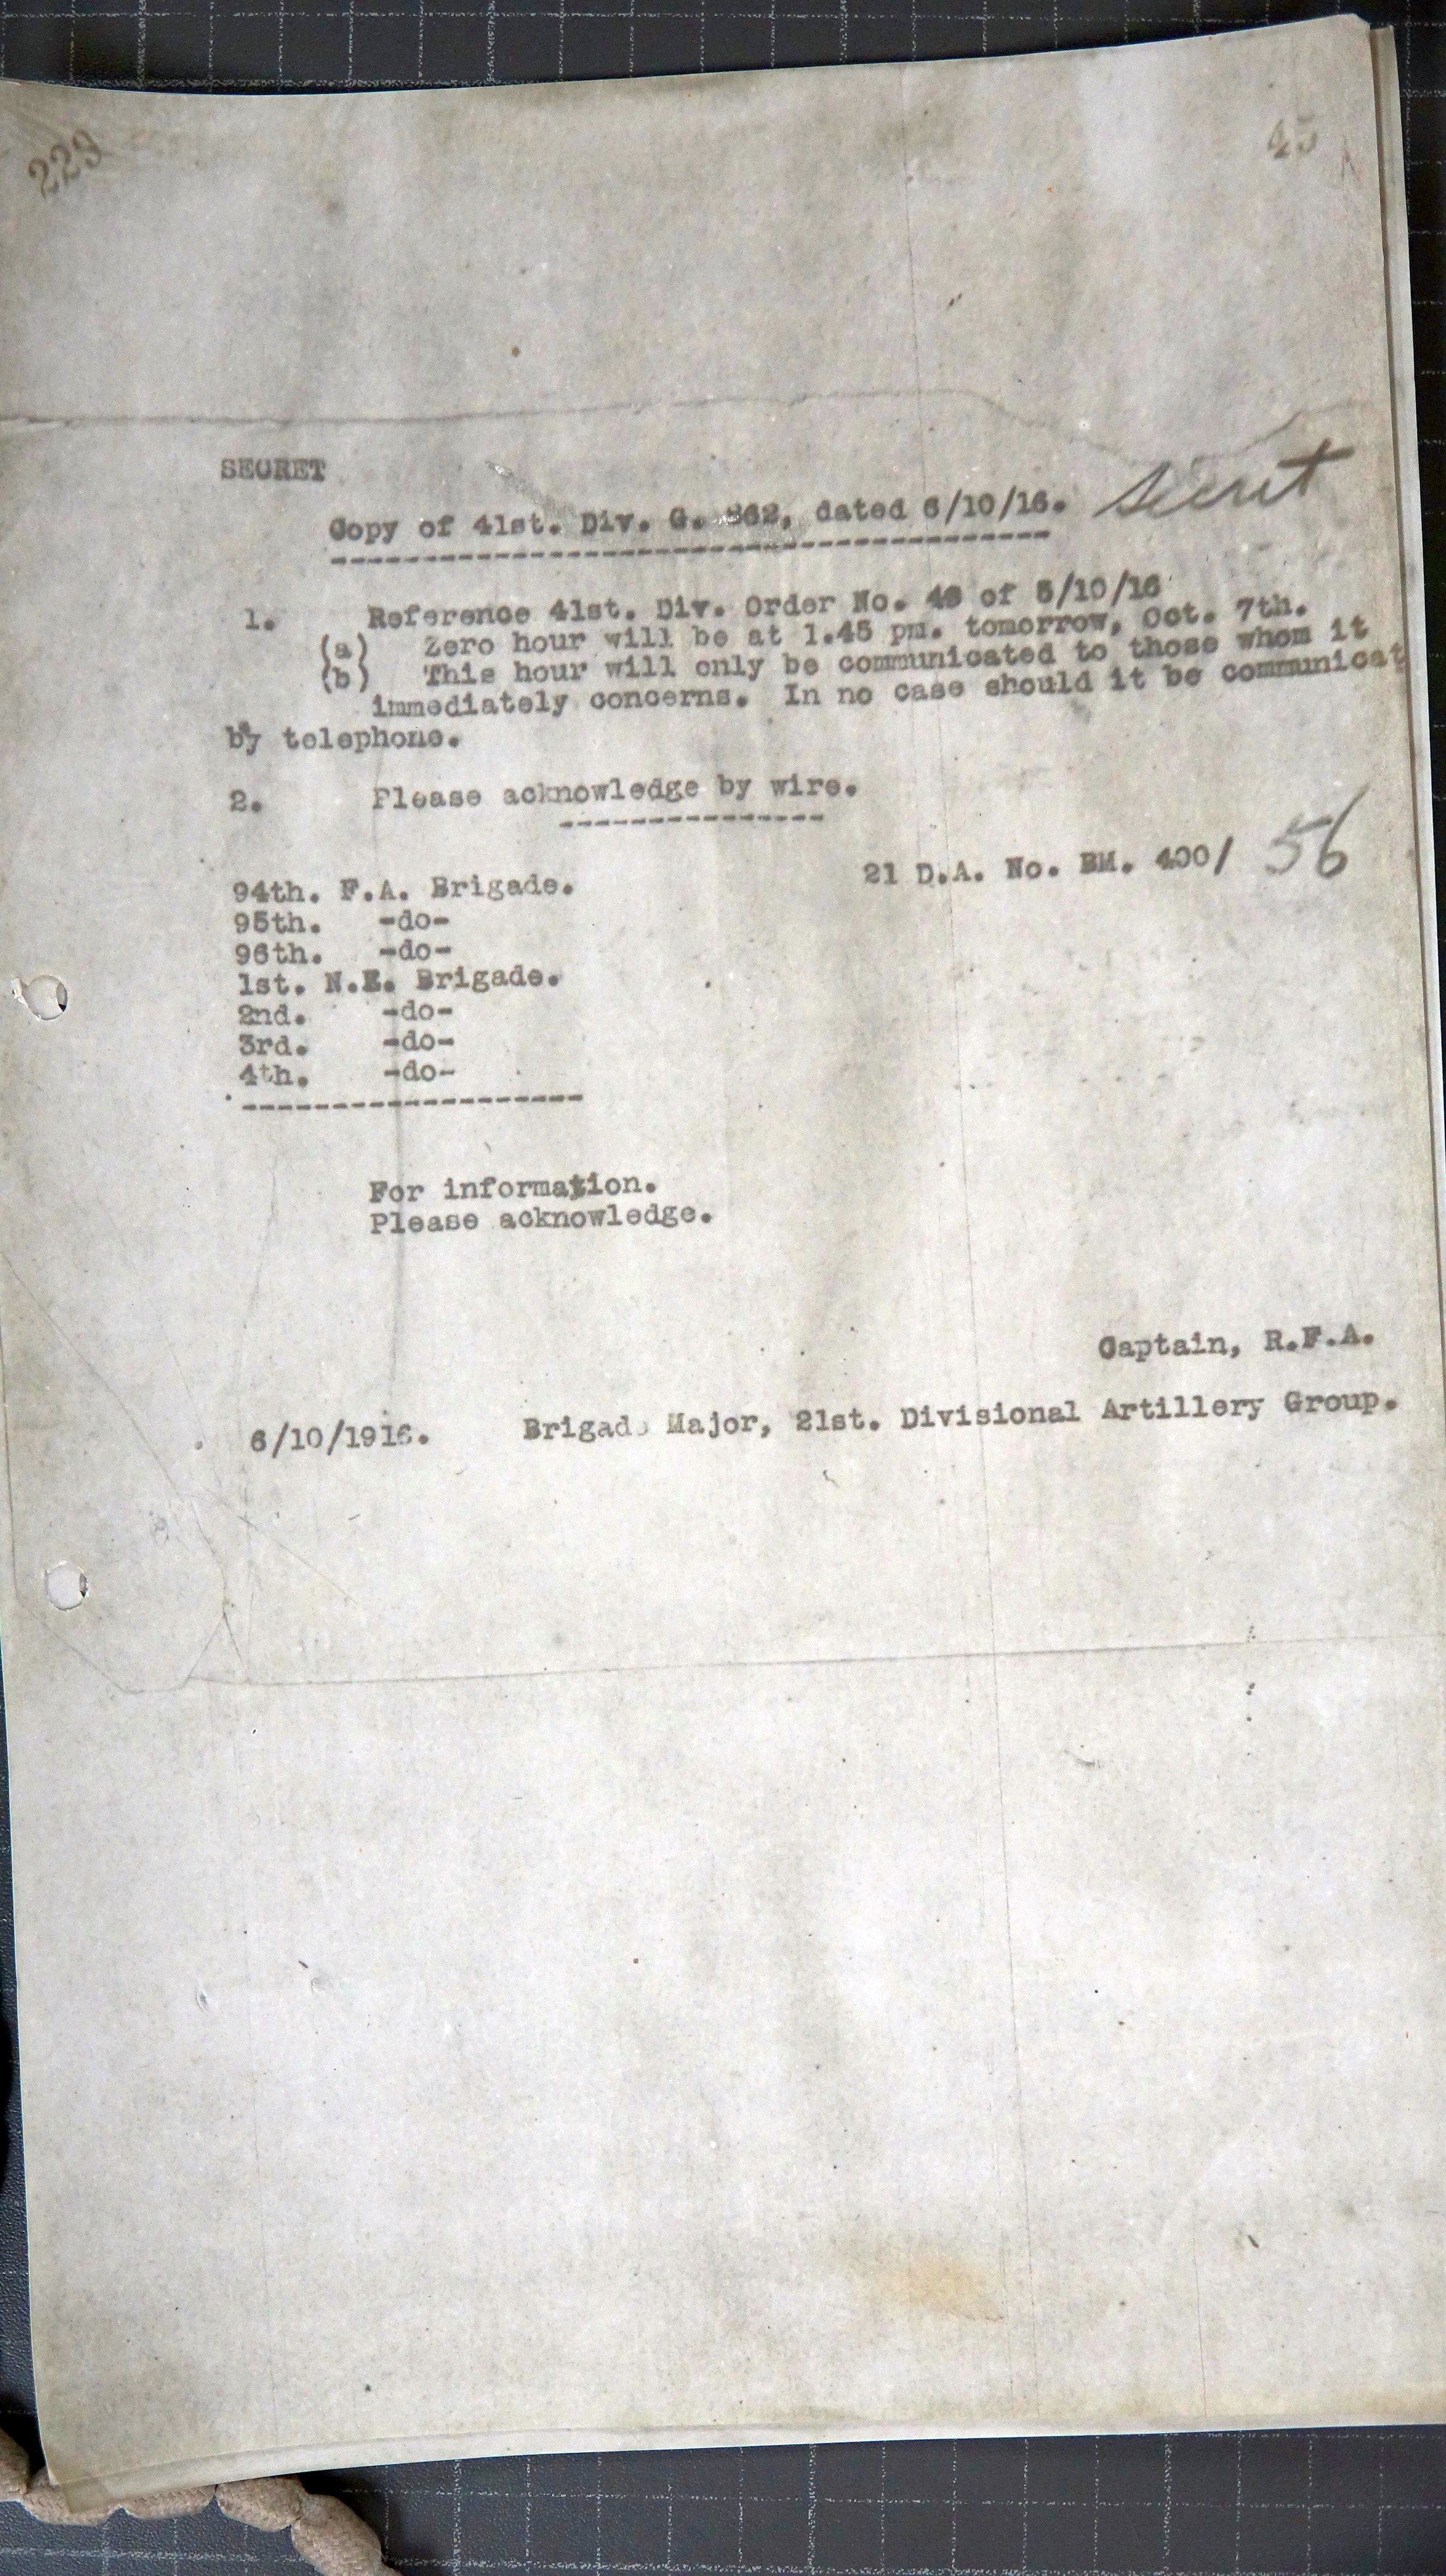 229
45
SECRET
secret
Copy of 41st. Div. G. 362, dated 6/10/16.
1. Reference 41st. Div. Order No. of 5/10/16
(a) Zero hour will be at 1.45 pm. tomorrow, Oct. 7th.
(b) This hour will only be communicated to those whom it
immediately concerns. In no case should it be communicat
by telephone.
2. Please acknowledge by wire.
21 D.A. No. BM. 400/ 56
94th. F.A. Brigade.
95th. -do-
96th. -do-
1st. N.Z. Brigade.
2nd. -do-
3rd. -do-
4th. -do-
For information.
Please acknowledge.
Captain, R.F.A.
6/10/1916. Brigade Major, 21st. Divisional Artillery Group.